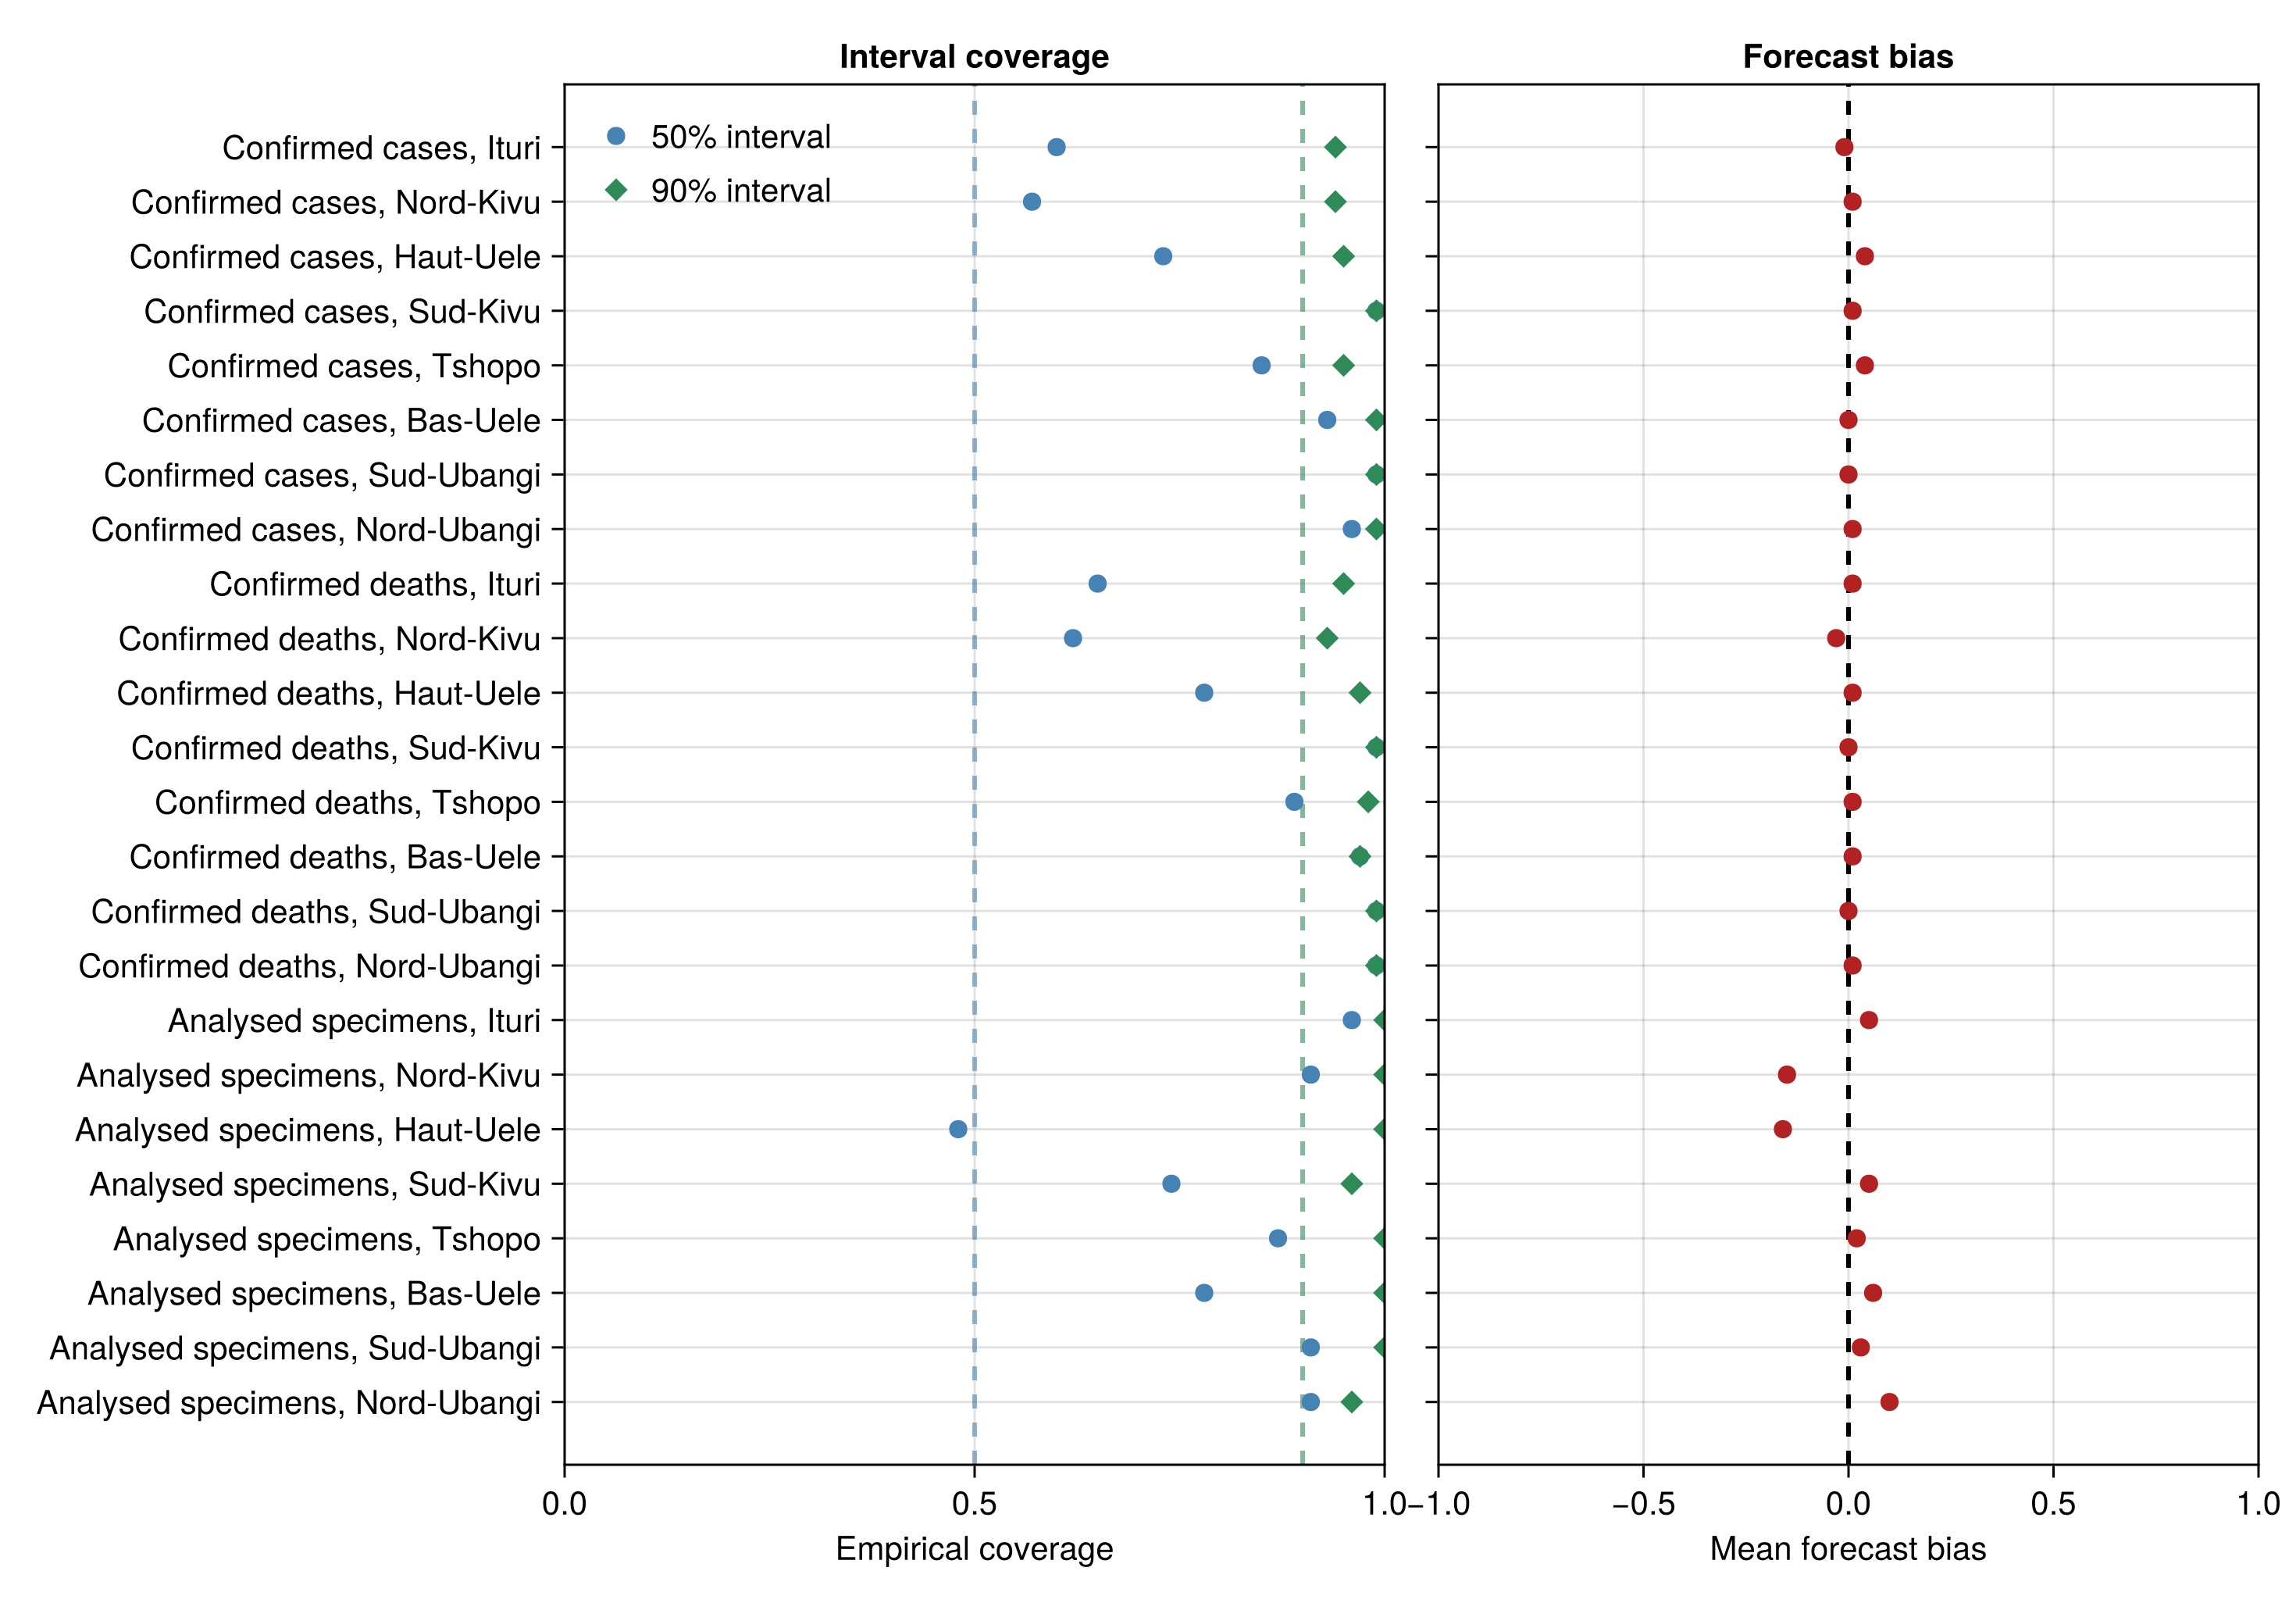 Interval coverage
Forecast bias
50% interval
90% interval
Confirmed cases, Ituri
Confirmed cases, Nord-Kivu
Confirmed cases, Haut-Uele
Confirmed cases, Sud-Kivu
Confirmed cases, Tshopo
Confirmed cases, Bas-Uele
Confirmed cases, Sud-Ubangi
Confirmed cases, Nord-Ubangi
Confirmed deaths, Ituri
Confirmed deaths, Nord-Kivu
Confirmed deaths, Haut-Uele
Confirmed deaths, Sud-Kivu
Confirmed deaths, Tshopo
Confirmed deaths, Bas-Uele
Confirmed deaths, Sud-Ubangi
Confirmed deaths, Nord-Ubangi
Analysed specimens, Ituri
Analysed specimens, Nord-Kivu
Analysed specimens, Haut-Uele
Analysed specimens, Sud-Kivu
Analysed specimens, Tshopo
Analysed specimens, Bas-Uele
Analysed specimens, Sud-Ubangi
Analysed specimens, Nord-Ubangi
0.0 0.5 1.0
−1.0 −0.5 0.0 0.5 1.0
Empirical coverage
Mean forecast bias